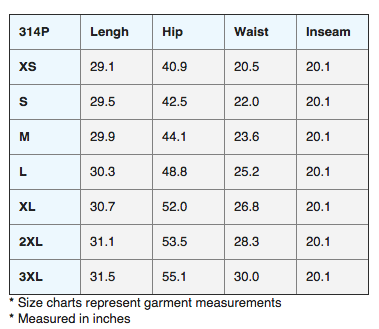 314P Lengh Hip Waist Inseam
XS 29.1 40.9 20.5 20.1
S 29.5 42.5 22.0 20.1
M 29.9 44.1 23.6 20.1
L 30.3 48.8 25.2 20.1
XL 30.7 52.0 26.8 20.1
2XL 31.1 53.5 28.3 20.1
3XL 31.5 55.1 30.0 20.1
* Size charts represent garment measurements
* Measured in inches